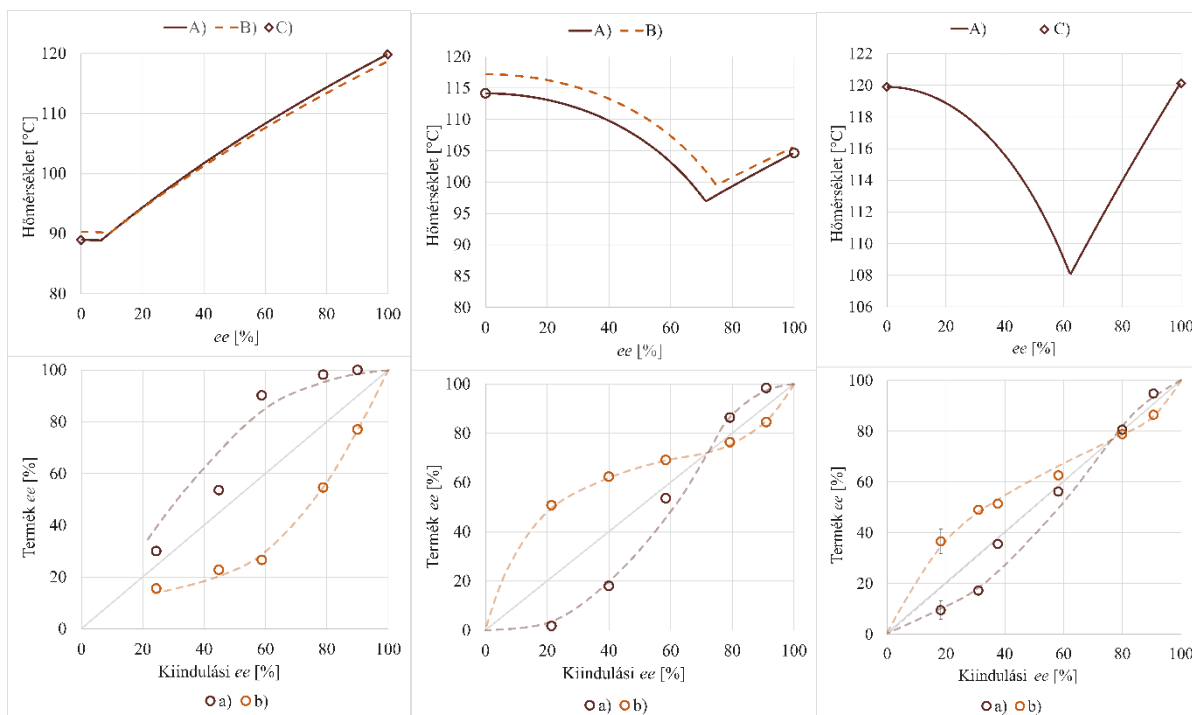 A) B) C)
120
110
100
90
80
Hőmérséklet [°C]
0 20 40 60 80 100
ee [%]
A) B)
120
115
110
105
100
95
90
85
80
Hőmérséklet [°C]
0 20 40 60 80 100
ee [%]
A) C)
122
120
118
116
114
112
110
108
106
Hőmérséklet [°C]
0 20 40 60 80 100
ee [%]
100
80
60
40
20
0
Termék ee [%]
0 20 40 60 80 100
Kiindulási ee [%]
a) b)
100
80
60
40
20
0
Termék ee [%]
0 20 40 60 80 100
Kiindulási ee [%]
a) b)
100
80
60
40
20
0
Termék ee [%]
0 20 40 60 80 100
Kiindulási ee [%]
a) b)